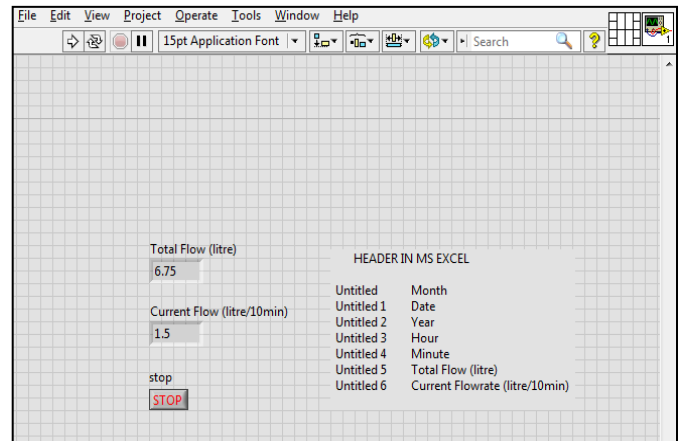 File Edit View Project Operate Tools Window Help
15pt Application Font Search ? 1
Total Flow (litre)
6.75
Current Flow (litre/10min)
1.5
stop
STOP
HEADER IN MS EXCEL
Untitled Month
Untitled 1 Date
Untitled 2 Year
Untitled 3 Hour
Untitled 4 Minute
Untitled 5 Total Flow (litre)
Untitled 6 Current Flowrate (litre/10min)